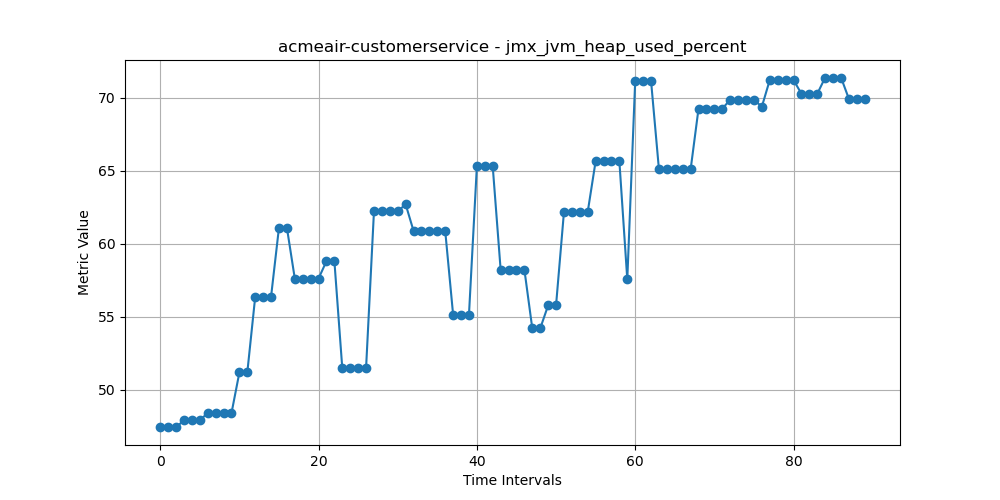 acmeair-customerservice - jmx_jvm_heap_used_percent
Metric Value
70
65
60
55
50
0 20 40 60 80
Time Intervals